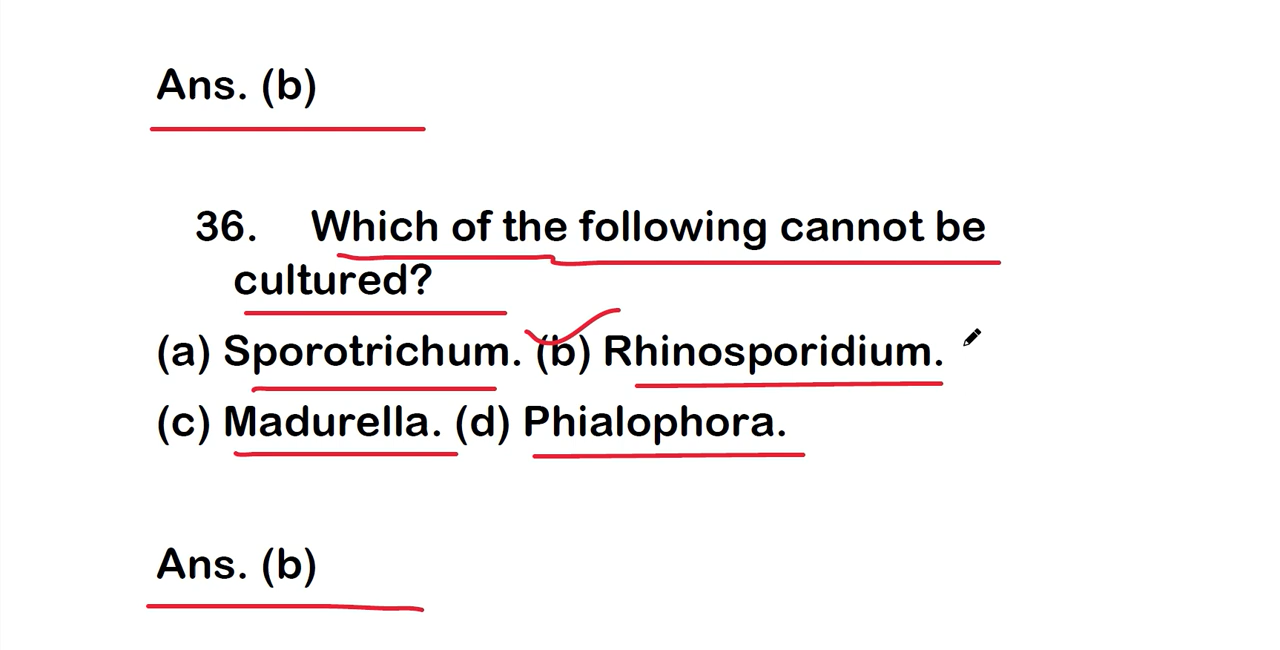 Ans. (b)
36. Which of the following cannot be
cultured?
(a) Sporotrichum. (b) Rhinosporidium.
(c) Madurella. (d) Phialophora.
Ans. (b)